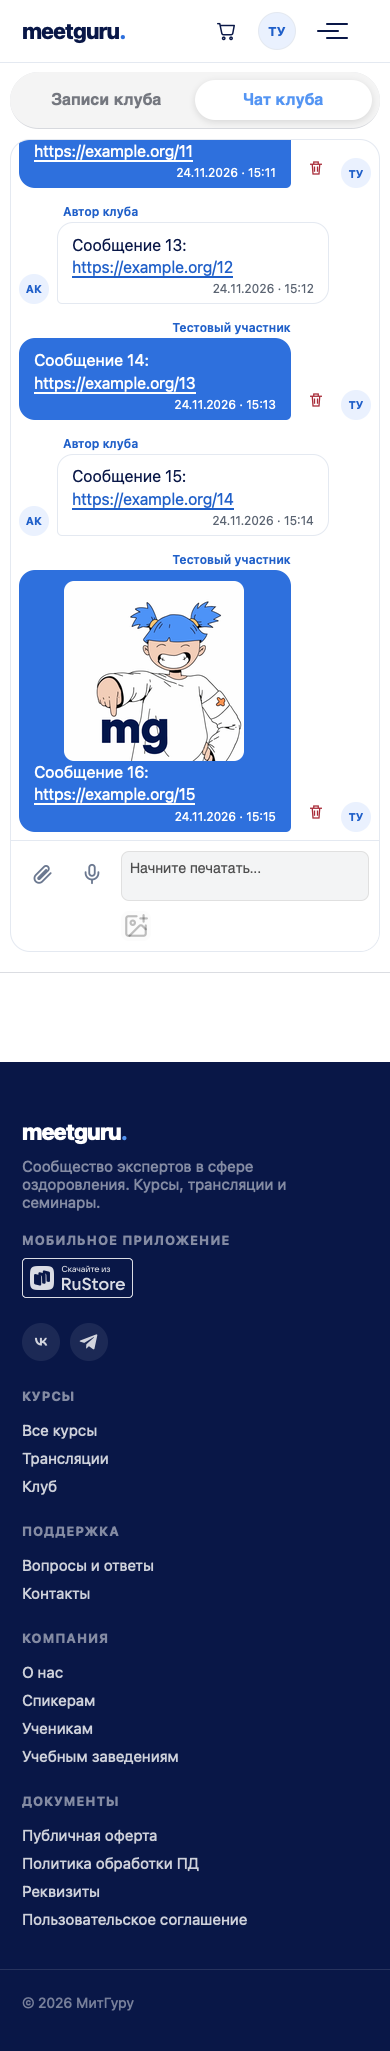 meetguru.
ТУ
Записи клуба
Чат клуба
https://example.org/11
24.11.2026 · 15:11
ТУ
Автор клуба
Сообщение 13:
https://example.org/12
24.11.2026 · 15:12
АК
Тестовый участник
Сообщение 14:
https://example.org/13
24.11.2026 · 15:13
ТУ
Автор клуба
Сообщение 15:
https://example.org/14
24.11.2026 · 15:14
АК
Тестовый участник
mg
Сообщение 16:
https://example.org/15
24.11.2026 · 15:15
ТУ
Начните печатать...
meetguru.
Сообщество экспертов в сфере
оздоровления. Курсы, трансляции и
семинары.
МОБИЛЬНОЕ ПРИЛОЖЕНИЕ
Скачайте из
RuStore
КУРСЫ
Все курсы
Трансляции
Клуб
ПОДДЕРЖКА
Вопросы и ответы
Контакты
КОМПАНИЯ
О нас
Спикерам
Ученикам
Учебным заведениям
ДОКУМЕНТЫ
Публичная оферта
Политика обработки ПД
Реквизиты
Пользовательское соглашение
© 2026 МитГуру